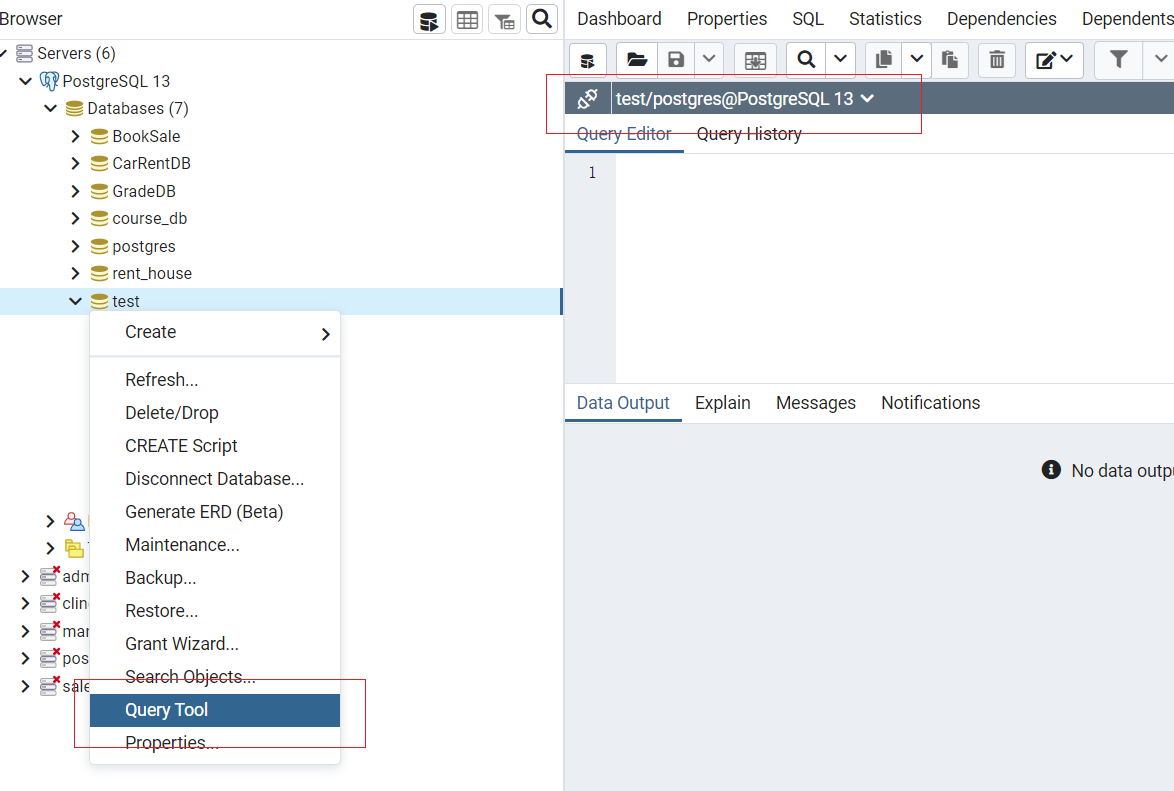 Browser
Servers (6)
PostgreSQL 13
Databases (7)
BookSale
CarRentDB
GradeDB
course_db
postgres
rent_house
test
Create
Refresh...
Delete/Drop
CREATE Script
Disconnect Database...
Generate ERD (Beta)
Maintenance...
Backup...
Restore...
Grant Wizard...
Search Objects...
Query Tool
Properties...
adm
clin
mar
pos
sale
Dashboard Properties SQL Statistics Dependencies Dependents
test/postgres@PostgreSQL 13
Query Editor Query History
1
Data Output Explain Messages Notifications
No data outpu